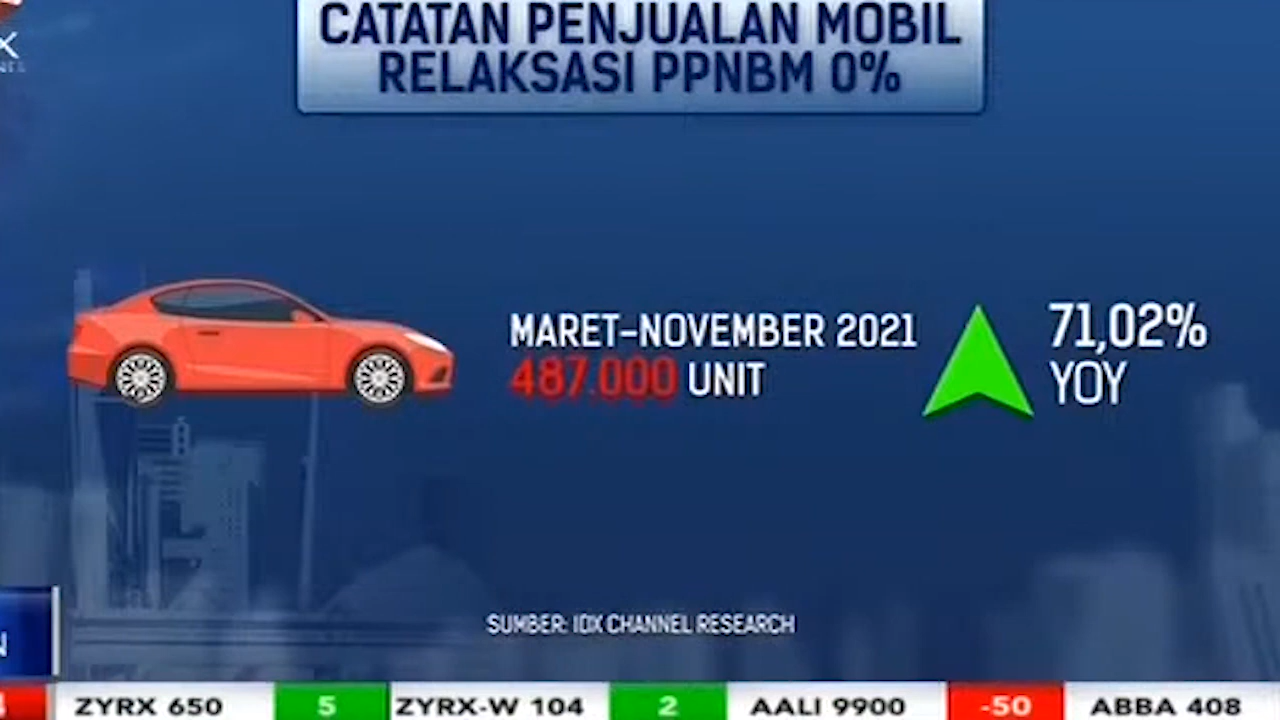 CATATAN PENJUALAN MOBIL
RELAKSASI PPNBM 0%
MARET-NOVEMBER 2021
487.000 UNIT
71,02%
YOY
SUMBER: IDX CHANNEL RESEARCH
ZYRX 650 5 ZYRX-W 104 2 AALI 9900 -50 ABBA 408